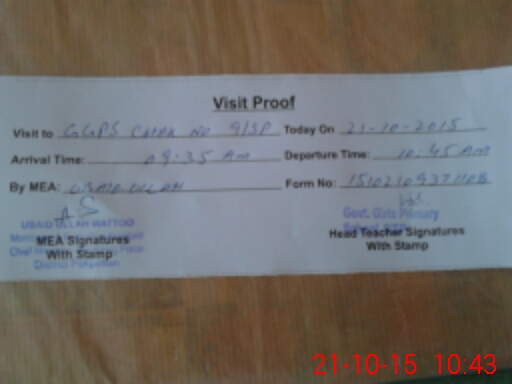 Visit Proof
Visit to GGPS CHAK NO 9/SP Today On 21-10-2015
Arrival Time: 09:35 AM Departure Time: 10:45 AM
By MEA: UBAID ULLAH Form No:
UBAID ULLAH WATTOO Govt. Girls Primary
MEA Signatures Head Teacher Signatures
With Stamp With Stamp
21-10-15 10:43